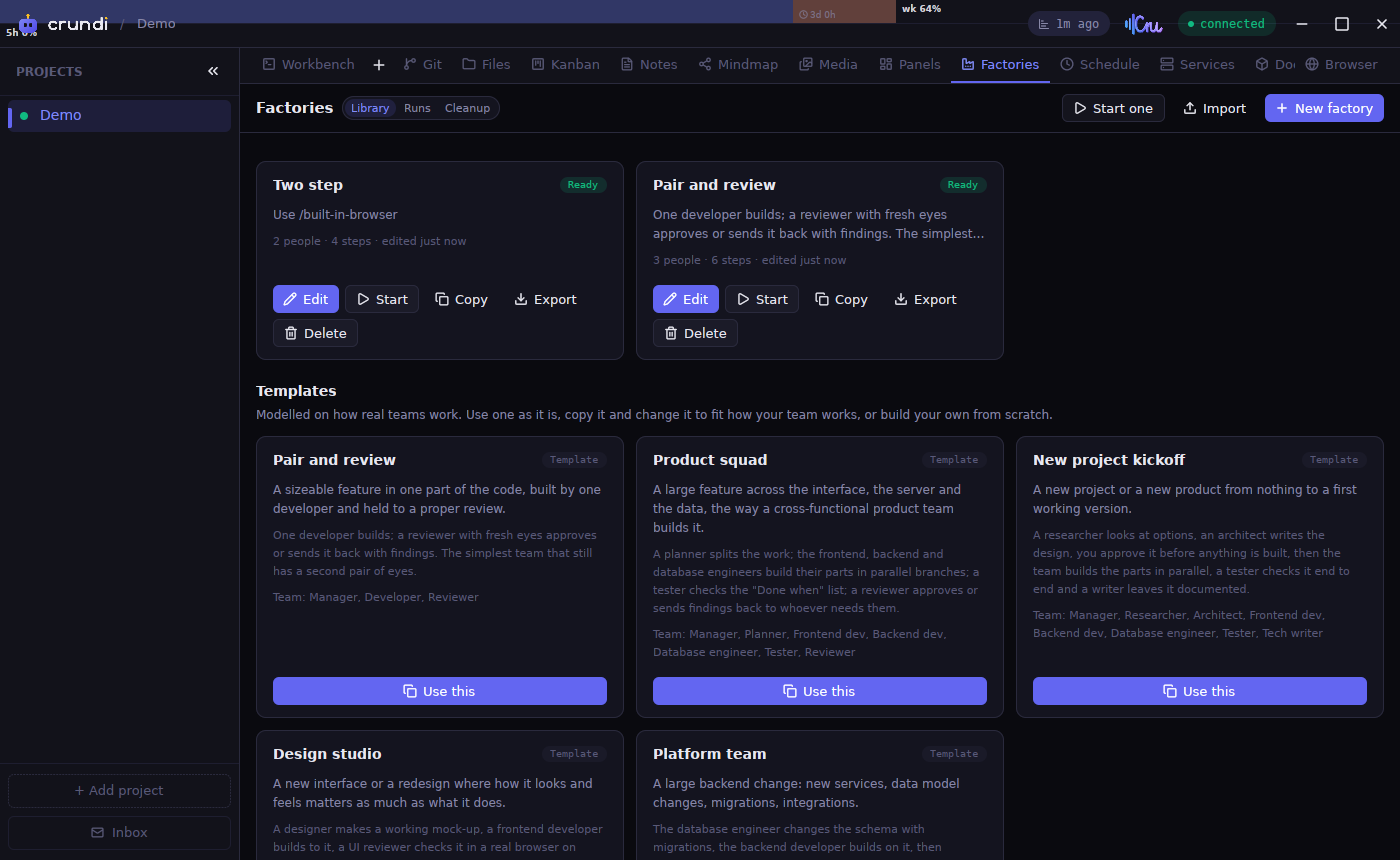 3d 0h
wk 64%
crundi / Demo
1m ago
Cru
connected
PROJECTS
Workbench
Git
Files
Kanban
Notes
Mindmap
Media
Panels
Factories
Schedule
Services
Browser
Demo
Factories
Library
Runs
Cleanup
Start one
Import
+ New factory
Two step
Ready
Use /built-in-browser
2 people · 4 steps · edited just now
Edit
Start
Copy
Export
Delete
Pair and review
Ready
One developer builds; a reviewer with fresh eyes
approves or sends it back with findings. The simplest…
3 people · 6 steps · edited just now
Edit
Start
Copy
Export
Delete
Templates
Modelled on how real teams work. Use one as it is, copy it and change it to fit how your team works, or build your own from scratch.
Pair and review
Template
A sizeable feature in one part of the code, built by one
developer and held to a proper review.
One developer builds; a reviewer with fresh eyes approves
or sends it back with findings. The simplest team that still
has a second pair of eyes.
Team: Manager, Developer, Reviewer
Use this
Product squad
Template
A large feature across the interface, the server and
the data, the way a cross-functional product team
builds it.
A planner splits the work; the frontend, backend and
database engineers build their parts in parallel branches; a
tester checks the "Done when" list; a reviewer approves or
sends findings back to whoever needs them.
Team: Manager, Planner, Frontend dev, Backend dev,
Database engineer, Tester, Reviewer
Use this
New project kickoff
Template
A new project or a new product from nothing to a first
working version.
A researcher looks at options, an architect writes the
design, you approve it before anything is built, then the
team builds the parts in parallel, a tester checks it end to
end and a writer leaves it documented.
Team: Manager, Researcher, Architect, Frontend dev,
Backend dev, Database engineer, Tester, Tech writer
Use this
Design studio
Template
A new interface or a redesign where how it looks and
feels matters as much as what it does.
A designer makes a working mock-up, a frontend developer
builds to it, a UI reviewer checks it in a real browser on
Platform team
Template
A large backend change: new services, data model
changes, migrations, integrations.
The database engineer changes the schema with
migrations, the backend developer builds on it, then
+ Add project
Inbox